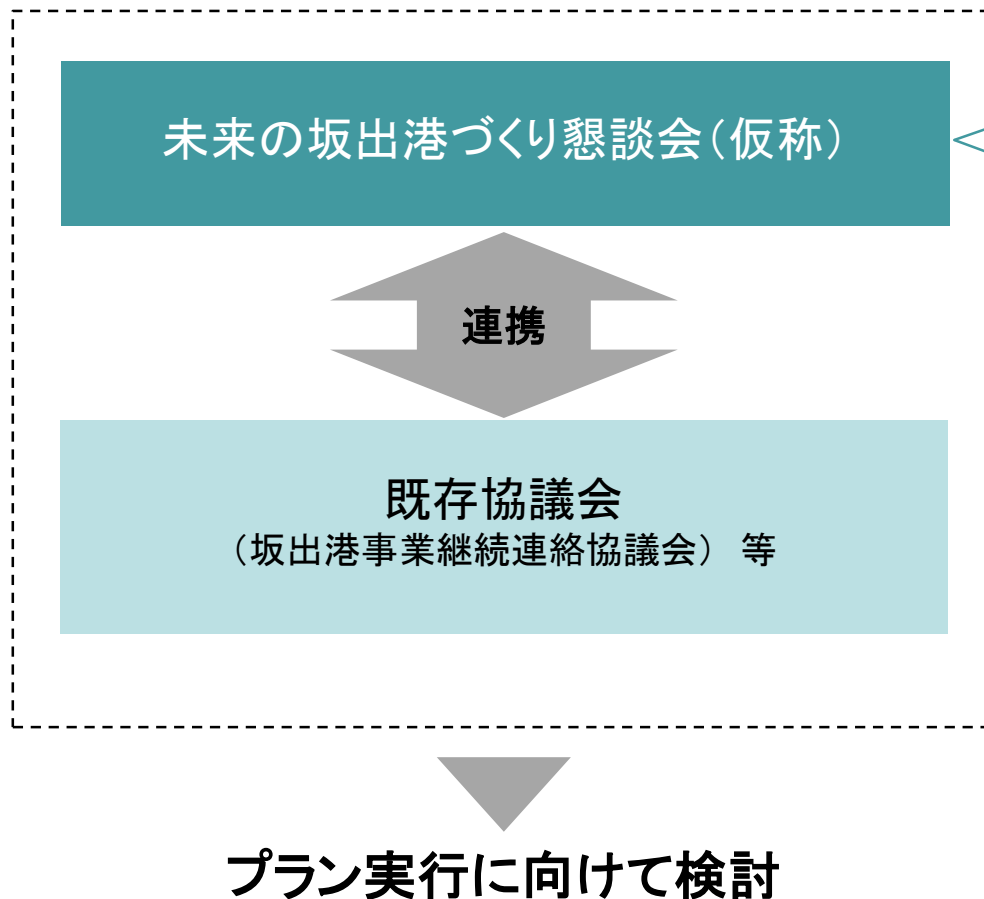 未来の坂出港づくり懇談会（仮称）
連携
既存協議会
（坂出港事業継続連絡協議会） 等
プラン実行に向けて検討